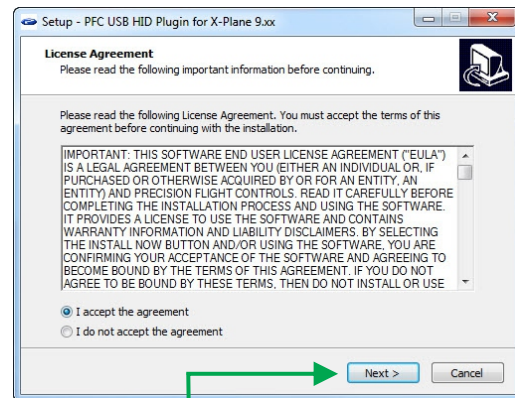 Setup - PFC USB HID Plugin for X-Plane 9.xx
License Agreement
Please read the following important information before continuing.
Please read the following License Agreement. You must accept the terms of this
agreement before continuing with the installation.
IMPORTANT: THIS SOFTWARE END USER LICENSE AGREEMENT ("EULA")
IS A LEGAL AGREEMENT BETWEEN YOU (EITHER AN INDIVIDUAL OR, IF
PURCHASED OR OTHERWISE ACQUIRED BY OR FOR AN ENTITY, AN
ENTITY) AND PRECISION FLIGHT CONTROLS. READ IT CAREFULLY BEFORE
COMPLETING THE INSTALLATION PROCESS AND USING THE SOFTWARE.
IT PROVIDES A LICENSE TO USE THE SOFTWARE AND CONTAINS
WARRANTY INFORMATION AND LIABILITY DISCLAIMERS. BY SELECTING
THE INSTALL NOW BUTTON AND/OR USING THE SOFTWARE, YOU ARE
CONFIRMING YOUR ACCEPTANCE OF THE SOFTWARE AND AGREEING TO
BECOME BOUND BY THE TERMS OF THIS AGREEMENT. IF YOU DO NOT
AGREE TO BE BOUND BY THESE TERMS, THEN DO NOT INSTALL OR USE
I accept the agreement
I do not accept the agreement
Next >
Cancel